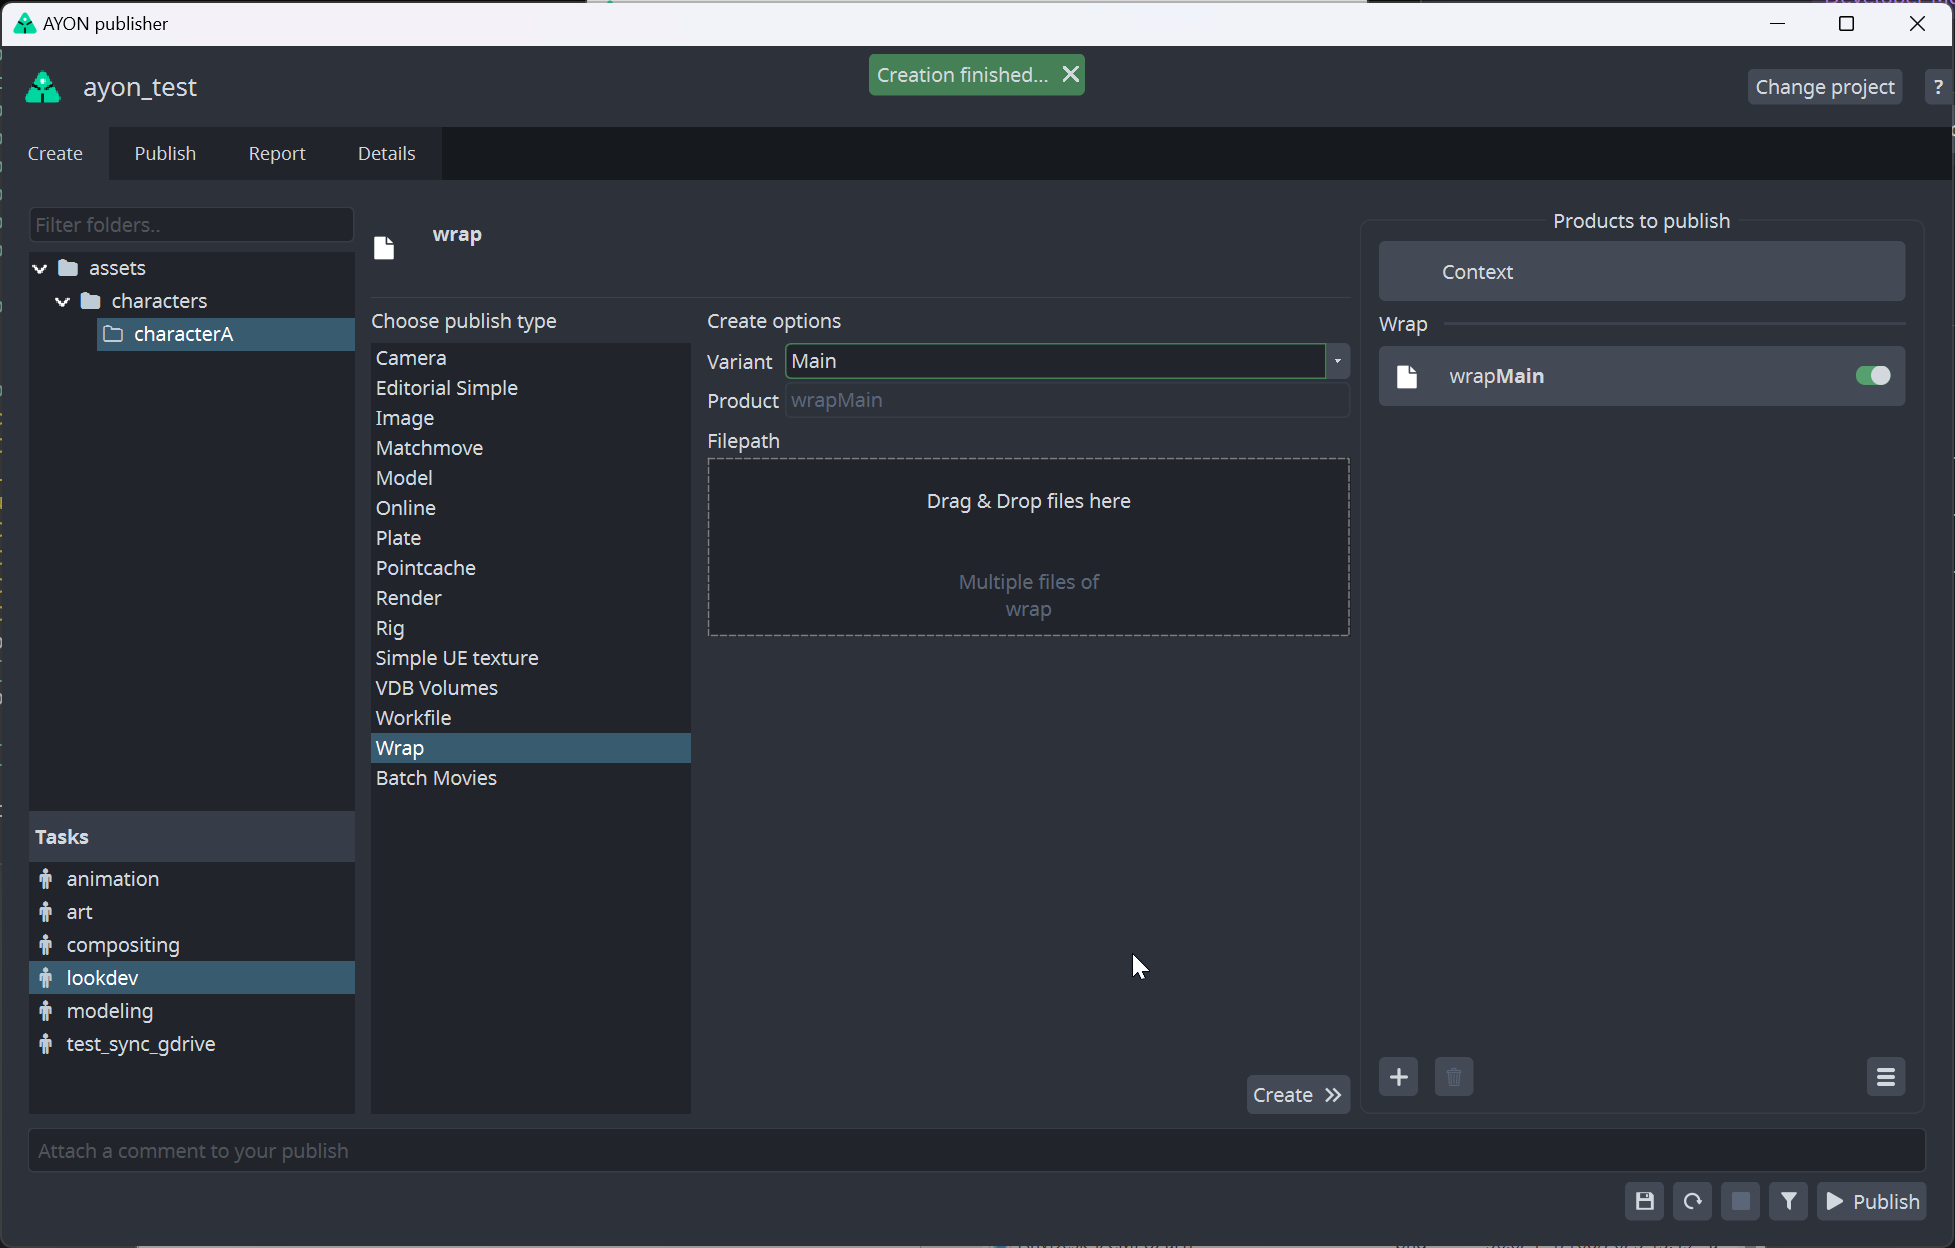 AYON publisher
ayon_test
Creation finished...
Change project
?
Create
Publish
Report
Details
Filter folders..
assets
characters
characterA
Tasks
animation
art
compositing
lookdev
modeling
test_sync_gdrive
wrap
Choose publish type
Camera
Editorial Simple
Image
Matchmove
Model
Online
Plate
Pointcache
Render
Rig
Simple UE texture
VDB Volumes
Workfile
Wrap
Batch Movies
Create options
Variant Main
Product wrapMain
Filepath
Drag & Drop files here
Multiple files of
wrap
Create
Products to publish
Context
Wrap
wrapMain
Attach a comment to your publish
Publish